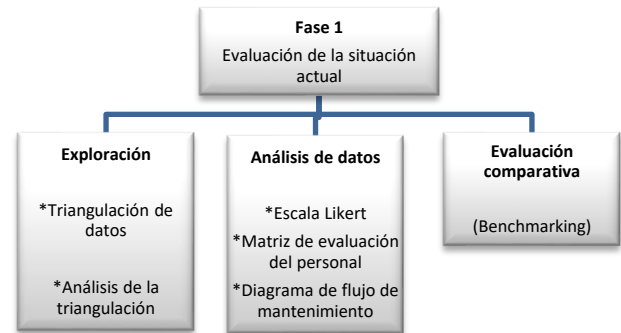 Fase 1
Evaluación de la situación
actual
Exploración
*Triangulación de
datos
*Análisis de la
triangulación
Análisis de datos
*Escala Likert
*Matriz de evaluación
del personal
*Diagrama de flujo de
mantenimiento
Evaluación
comparativa
(Benchmarking)